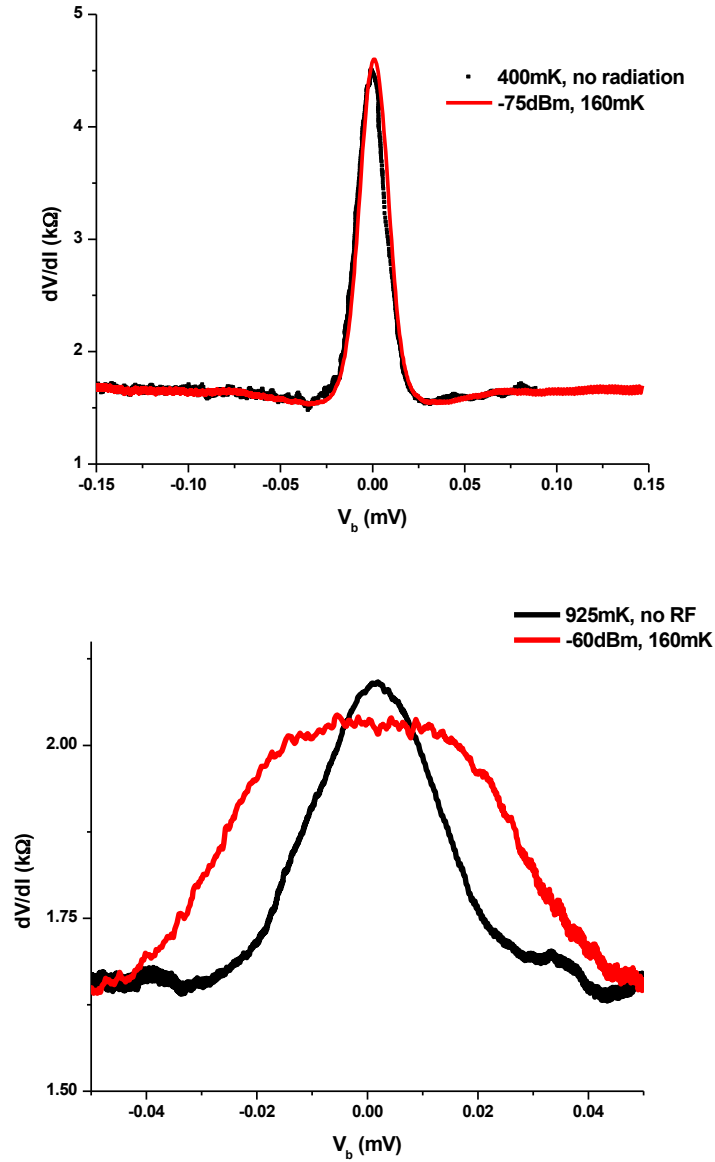 5
4
3
2
1
dV/dI (kΩ)
400mK, no radiation
-75dBm, 160mK
-0.15 -0.10 -0.05 0.00 0.05 0.10 0.15
V_b (mV)
925mK, no RF
-60dBm, 160mK
2.00
1.75
1.50
dV/dI (kΩ)
-0.04 -0.02 0.00 0.02 0.04
V_b (mV)